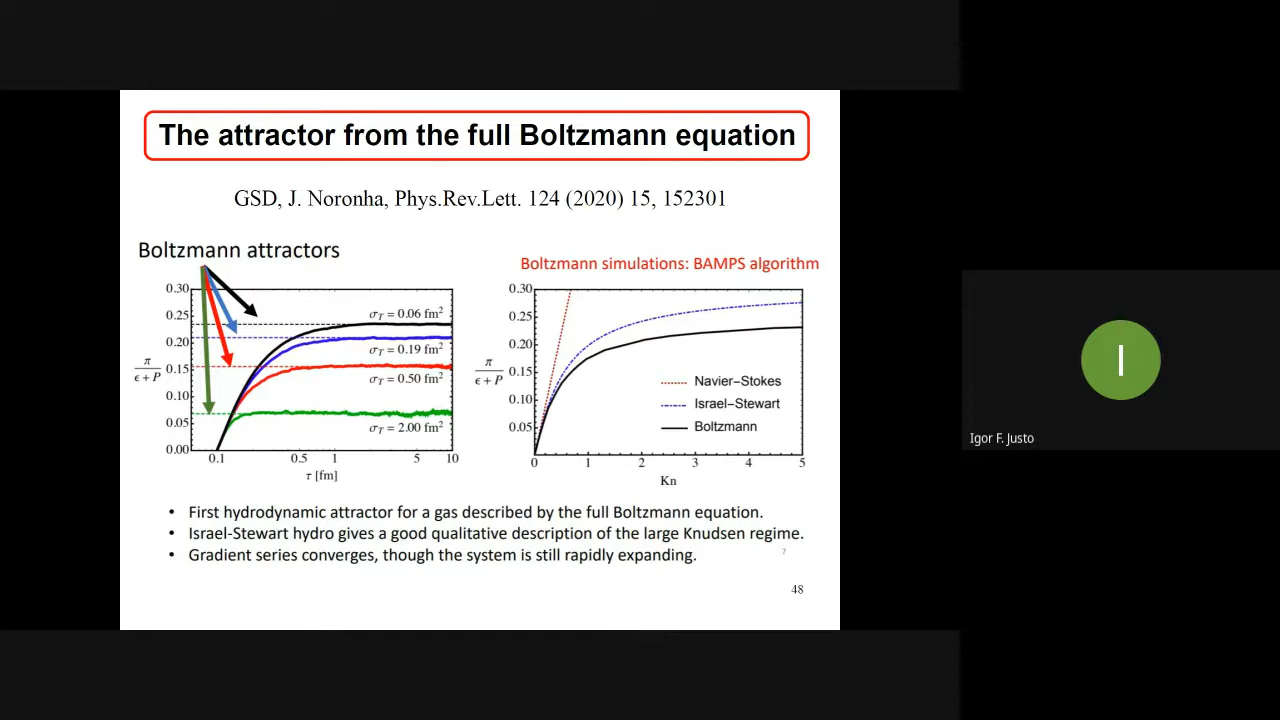 The attractor from the full Boltzmann equation
GSD, J. Noronha, Phys.Rev.Lett. 124 (2020) 15, 152301
Boltzmann attractors
0.30
0.25
0.20
0.15
0.10
0.05
0.00
π
ϵ + P
σT = 0.06 fm²
σT = 0.19 fm²
σT = 0.50 fm²
σT = 2.00 fm²
0.1 0.5 1 5 10
τ [fm]
Boltzmann simulations: BAMPS algorithm
0.30
0.25
0.20
0.15
0.10
0.05
π
ϵ + P
Navier−Stokes
Israel−Stewart
Boltzmann
0 1 2 3 4 5
Kn
• First hydrodynamic attractor for a gas described by the full Boltzmann equation.
• Israel-Stewart hydro gives a good qualitative description of the large Knudsen regime.
• Gradient series converges, though the system is still rapidly expanding.
7
48
I
Igor F. Justo